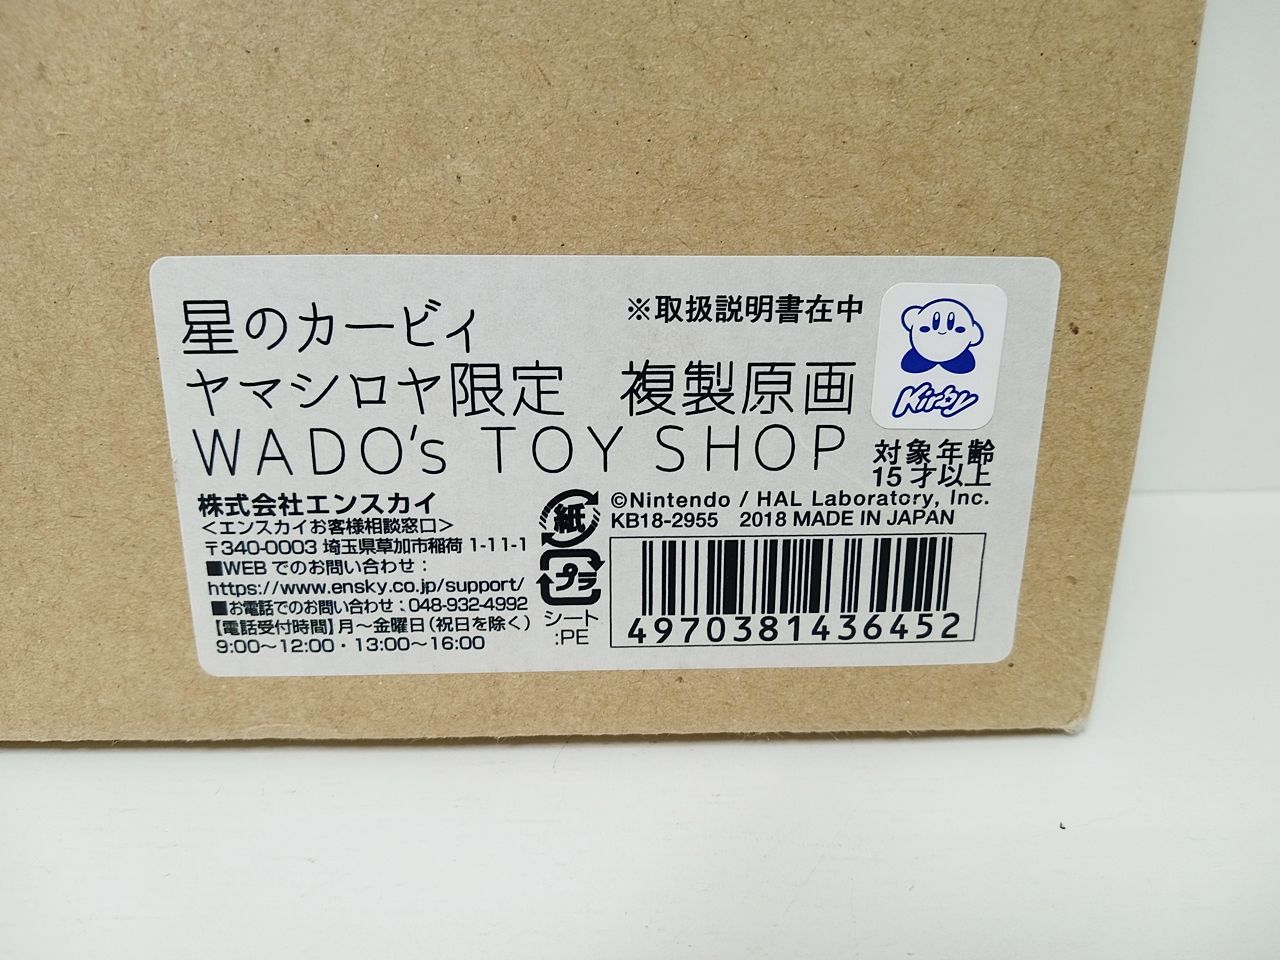 星のカービィ
※取扱説明書在中
ヤマシロヤ限定　複製原画
WADO's TOY SHOP
Kirby
対象年齢
15才以上
株式会社エンスカイ
<エンスカイお客様相談窓口>
〒340-0003 埼玉県草加市稲荷 1-11-1
■WEB でのお問い合わせ:
https://www.ensky.co.jp/support/
■お電話でのお問い合わせ:048-932-4992
【電話受付時間】月～金曜日(祝日を除く)
9:00～12:00・13:00～16:00
紙
プラ
シート
:PE
©Nintendo / HAL Laboratory, Inc.
KB18-2955 2018 MADE IN JAPAN
4970381436452